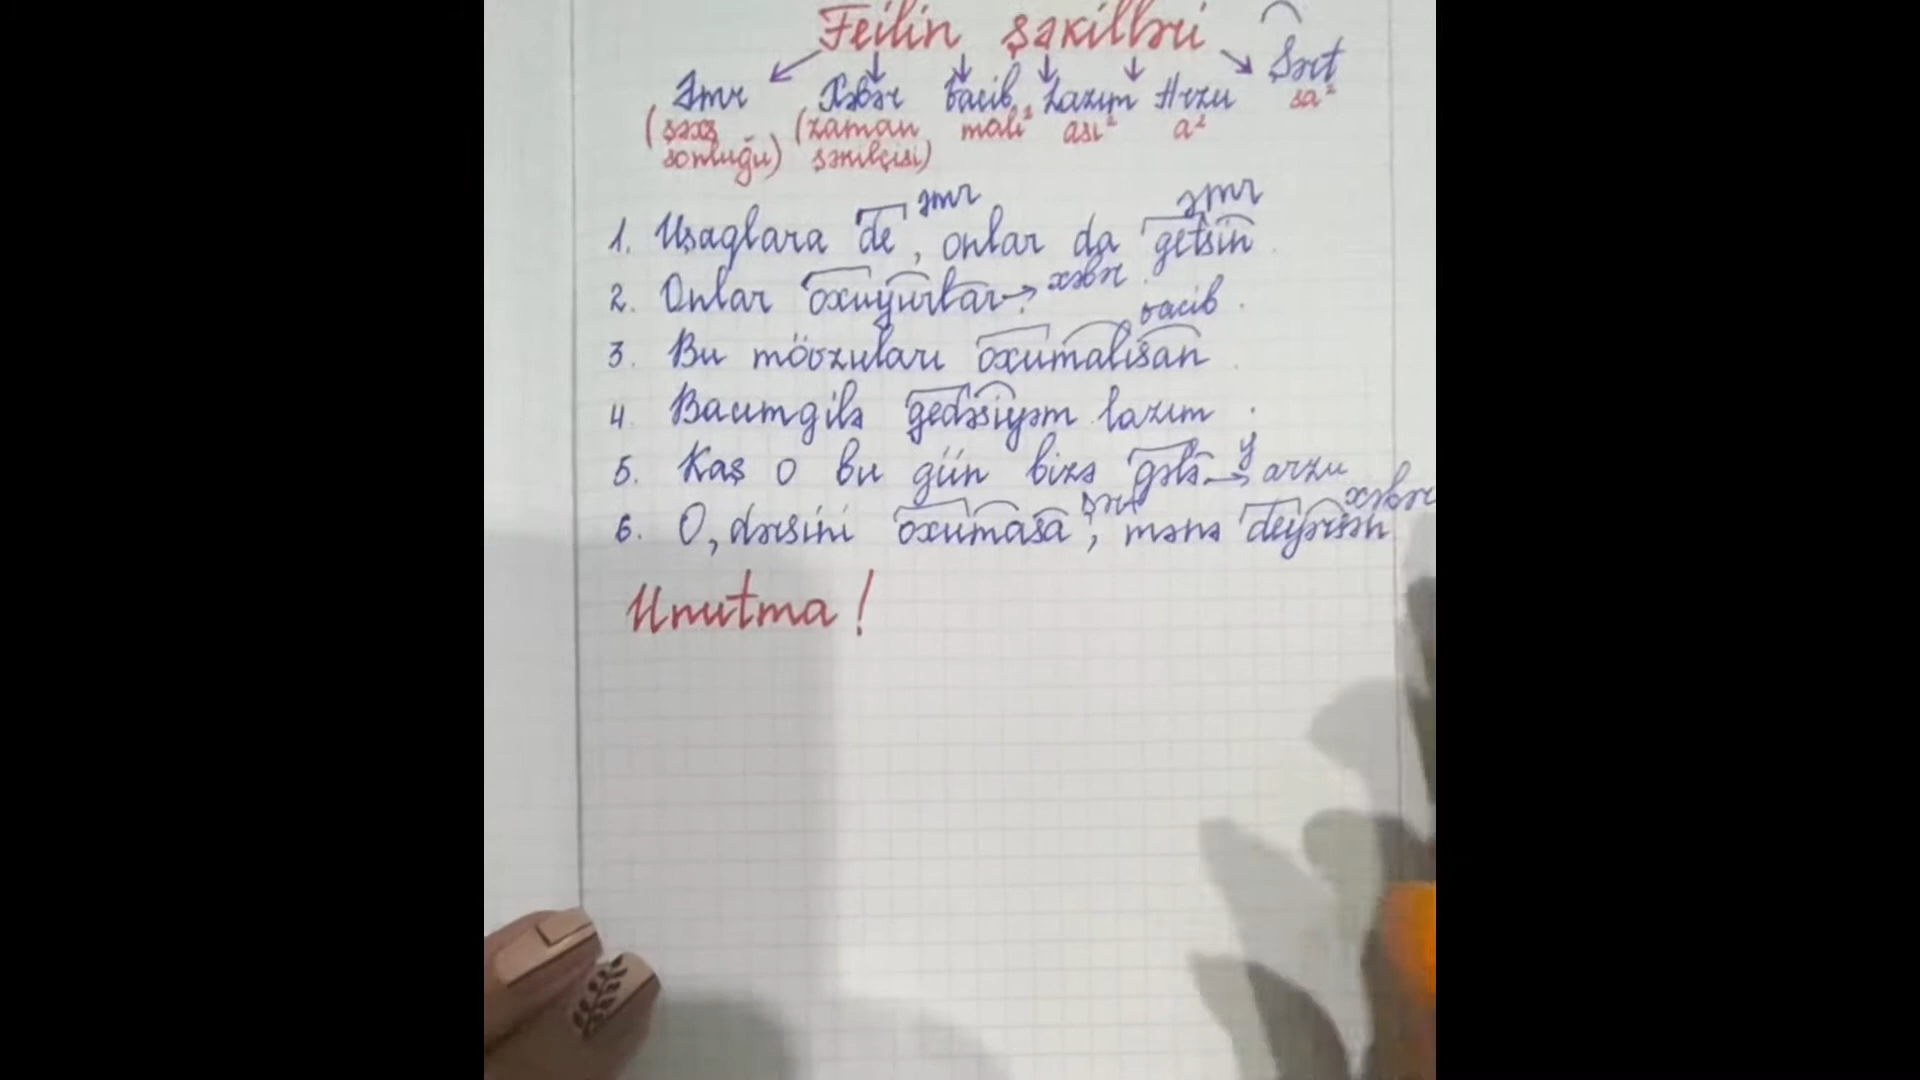 Feilin şəkilləri
Əmr Xəbər Vacib Lazım Arzu Şərt
(şəxs sonluğu) (zaman şəkilçisi) malı² ası² a² sa²
əmr əmr
1. Uşaqlara de, onlar da getsin.
2. Onlar oxuyurlar. → xəbər
vacib
3. Bu mövzuları oxumalısan.
4. Bacımgilə gedəsiyəm lazım.
5. Kaş o bu gün bizə gələ y → arzu
şərt xəbər
6. O, dərsini oxumasa, mənə deyərsən
Unutma!